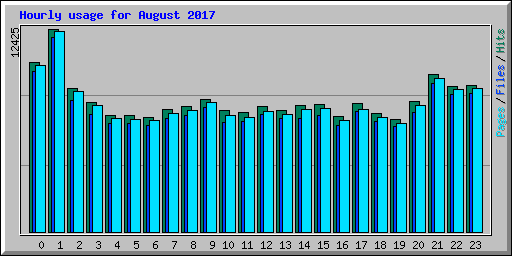 Hourly usage for August 2017
12425
Pages/Files/Hits
0 1 2 3 4 5 6 7 8 9 10 11 12 13 14 15 16 17 18 19 20 21 22 23